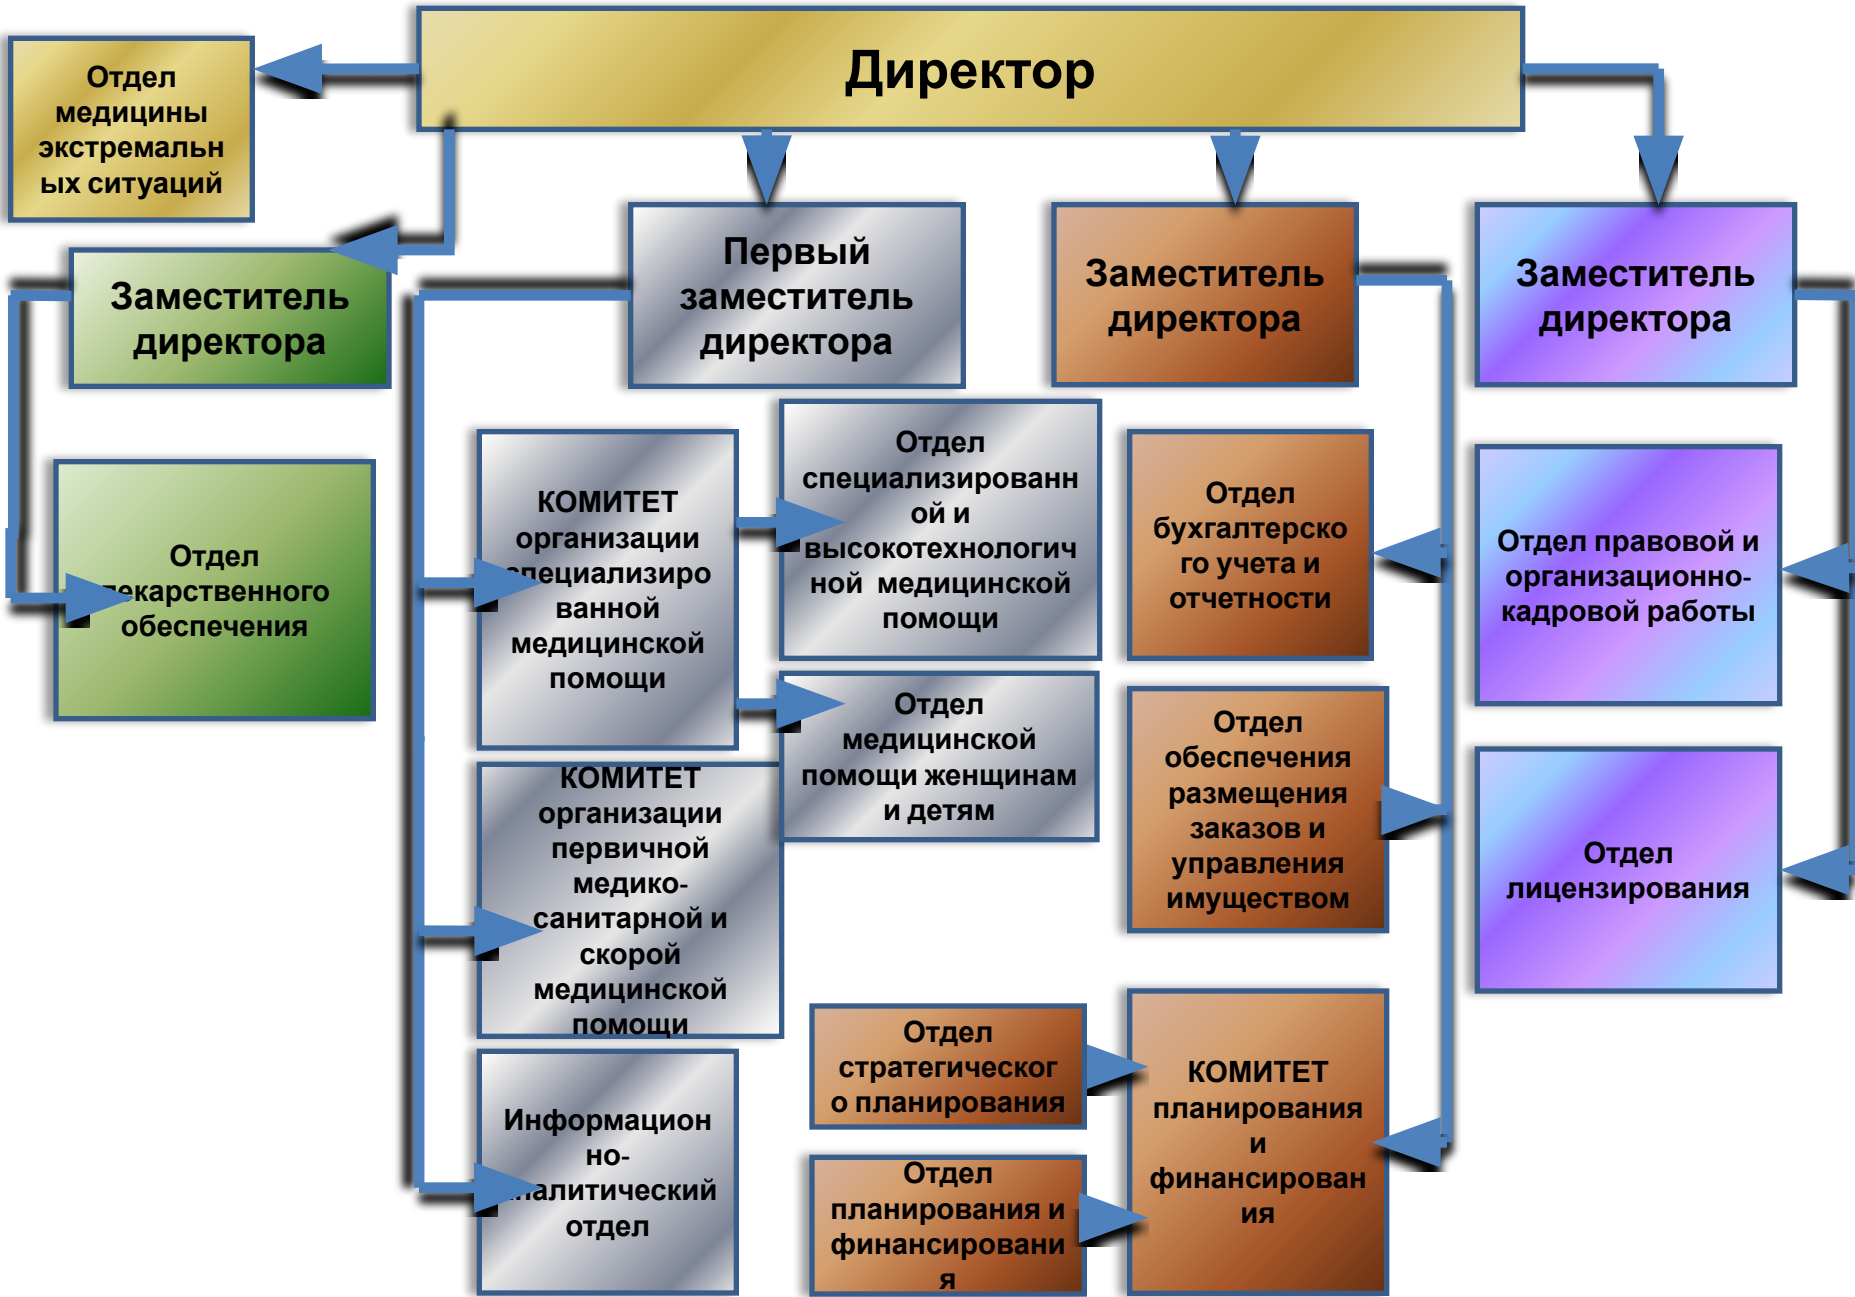 Директор
Отдел
медицины
экстремальн
ых ситуаций
Заместитель
директора
Первый
заместитель
директора
Заместитель
директора
Заместитель
директора
Отдел
лекарственного
обеспечения
КОМИТЕТ
организации
специализиро
ванной
медицинской
помощи
Отдел
специализированн
ой и
высокотехнологич
ной медицинской
помощи
Отдел
медицинской
помощи женщинам
и детям
КОМИТЕТ
организации
первичной
медико-
санитарной и
скорой
медицинской
помощи
Информацион
но-
аналитический
отдел
Отдел
бухгалтерско
го учета и
отчетности
Отдел
обеспечения
размещения
заказов и
управления
имуществом
Отдел
стратегическог
о планирования
Отдел
планирования и
финансировани
я
КОМИТЕТ
планирования
и
финансирован
ия
Отдел правовой и
организационно-
кадровой работы
Отдел
лицензирования